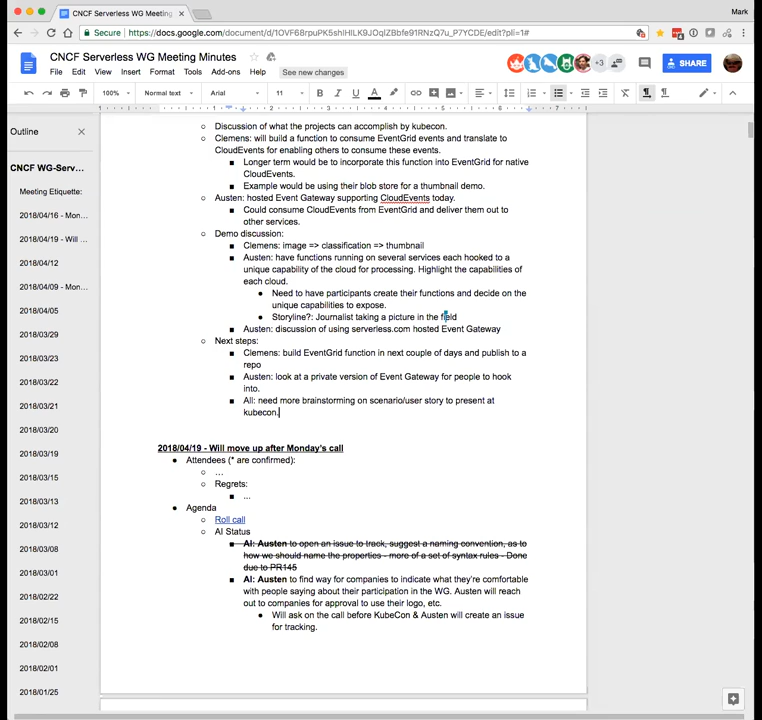 CNCF Serverless WG Meeting
Mark
Secure
https://docs.google.com/document/d/1OVF68rpuPK5shlHILK9JOqlZBbfe91RNzQ7u_P7YCDE/edit?pli=1#
CNCF Serverless WG Meeting Minutes
File Edit View Insert Format Tools Add-ons Help See new changes
+3
SHARE
100% Normal text Arial 11
Outline
CNCF WG-Serv...
Meeting Etiquette:
2018/04/16 - Mon...
2018/04/19 - Will ...
2018/04/12
2018/04/09 - Mon...
2018/04/05
2018/03/29
2018/03/23
2018/03/22
2018/03/21
2018/03/20
2018/03/19
2018/03/15
2018/03/13
2018/03/12
2018/03/08
2018/03/01
2018/02/22
2018/02/15
2018/02/08
2018/02/01
2018/01/25
Discussion of what the projects can accomplish by kubecon.
Clemens: will build a function to consume EventGrid events and translate to
CloudEvents for enabling others to consume these events.
Longer term would be to incorporate this function into EventGrid for native
CloudEvents.
Example would be using their blob store for a thumbnail demo.
Austen: hosted Event Gateway supporting CloudEvents today.
Could consume CloudEvents from EventGrid and deliver them out to
other services.
Demo discussion:
Clemens: image => classification => thumbnail
Austen: have functions running on several services each hooked to a
unique capability of the cloud for processing. Highlight the capabilities of
each cloud.
Need to have participants create their functions and decide on the
unique capabilities to expose.
Storyline?: Journalist taking a picture in the field
Austen: discussion of using serverless.com hosted Event Gateway
Next steps:
Clemens: build EventGrid function in next couple of days and publish to a
repo
Austen: look at a private version of Event Gateway for people to hook
into.
All: need more brainstorming on scenario/user story to present at
kubecon.
2018/04/19 - Will move up after Monday's call
Attendees (* are confirmed):
...
Regrets:
...
Agenda
Roll call
AI Status
AI: Austen to open an issue to track, suggest a naming convention, as to
how we should name the properties - more of a set of syntax rules - Done
due to PR145
AI: Austen to find way for companies to indicate what they're comfortable
with people saying about their participation in the WG. Austen will reach
out to companies for approval to use their logo, etc.
Will ask on the call before KubeCon & Austen will create an issue
for tracking.